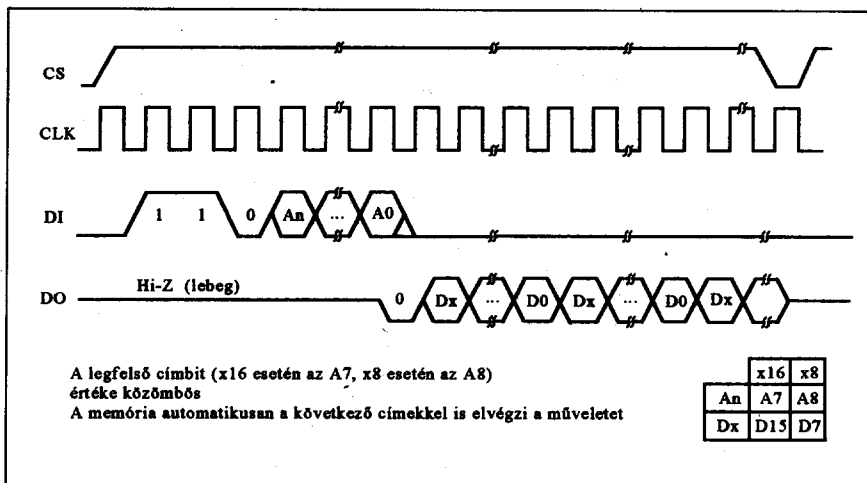 CS
CLK
DI 1 1 0 An ... A0
Hi-Z (lebeg)
DO 0 Dx ... D0 Dx ... D0 Dx
A legfelső címbit (x16 esetén az A7, x8 esetén az A8)
értéke közömbös
A memória automatikusan a következő címekkel is elvégzi a műveletet
x16 x8
An A7 A8
Dx D15 D7